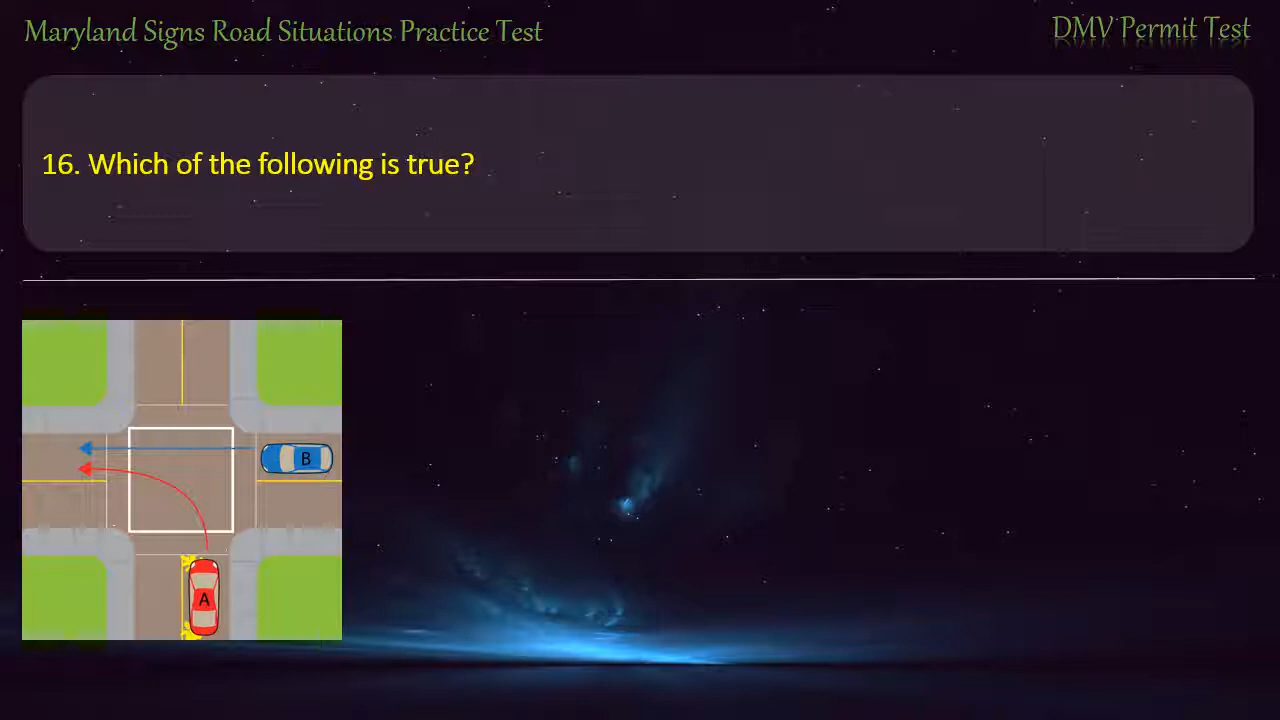 Maryland Signs Road Situations Practice Test
DMV Permit Test
16. Which of the following is true?
B
A